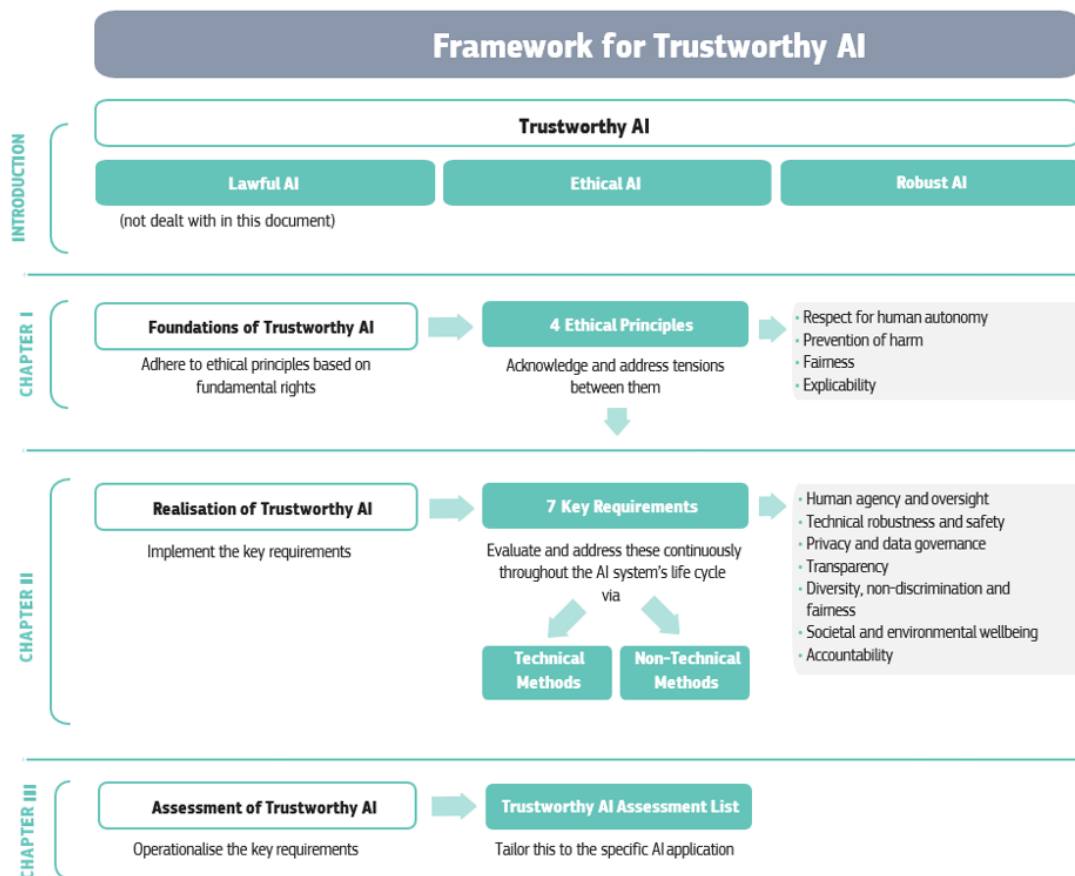 Framework for Trustworthy AI
INTRODUCTION
Trustworthy AI
Lawful AI
Ethical AI
Robust AI
(not dealt with in this document)
CHAPTER I
Foundations of Trustworthy AI
Adhere to ethical principles based on
fundamental rights
4 Ethical Principles
Acknowledge and address tensions
between them
• Respect for human autonomy
• Prevention of harm
• Fairness
• Explicability
CHAPTER II
Realisation of Trustworthy AI
Implement the key requirements
7 Key Requirements
Evaluate and address these continuously
throughout the AI system's life cycle
via
Technical
Methods
Non-Technical
Methods
• Human agency and oversight
• Technical robustness and safety
• Privacy and data governance
• Transparency
• Diversity, non-discrimination and
fairness
• Societal and environmental wellbeing
• Accountability
CHAPTER III
Assessment of Trustworthy AI
Operationalise the key requirements
Trustworthy AI Assessment List
Tailor this to the specific AI application